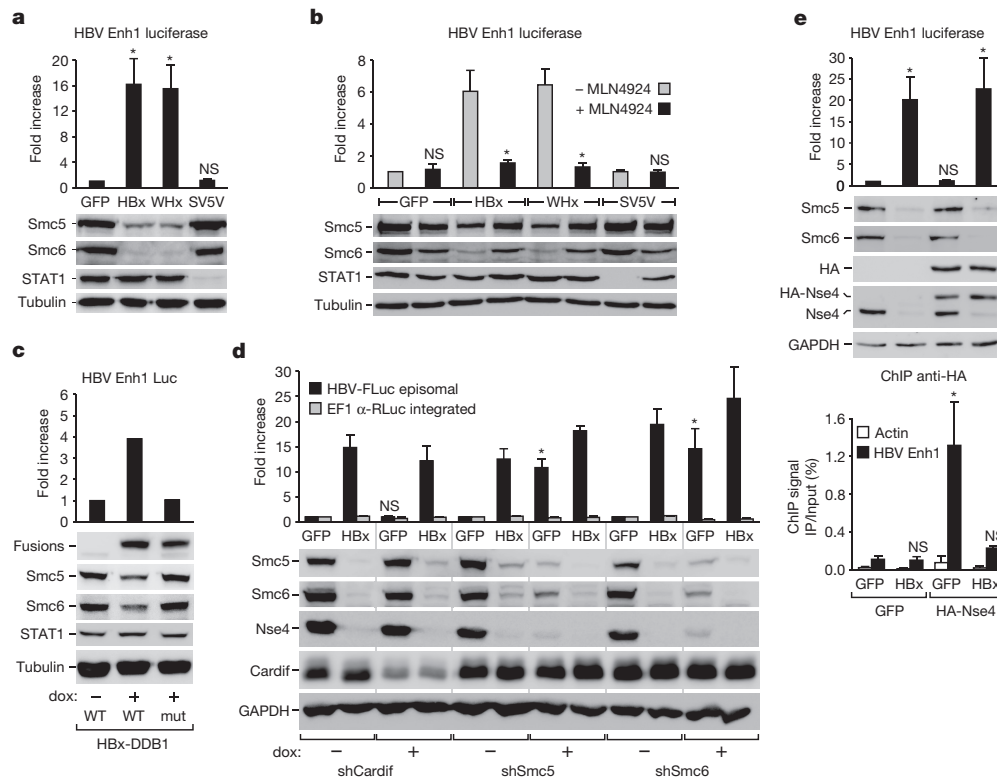 a
HBV Enh1 luciferase
Fold increase
20
16
12
8
4
0
* *
NS
GFP HBx WHx SV5V
Smc5
Smc6
STAT1
Tubulin
b
HBV Enh1 luciferase
Fold increase
8
6
4
2
0
– MLN4924
+ MLN4924
NS * * NS
GFP HBx WHx SV5V
Smc5
Smc6
STAT1
Tubulin
c
HBV Enh1 Luc
Fold increase
6
5
4
3
2
1
0
Fusions
Smc5
Smc6
STAT1
Tubulin
dox: – + +
WT WT mut
HBx-DDB1
d
HBV-FLuc episomal
EF1 α-RLuc integrated
Fold increase
30
25
20
15
10
5
0
NS * *
GFP HBx GFP HBx GFP HBx GFP HBx GFP HBx GFP HBx
Smc5
Smc6
Nse4
Cardif
GAPDH
dox: – + – + – +
shCardif shSmc5 shSmc6
e
HBV Enh1 luciferase
Fold increase
30
25
20
15
10
5
0
* NS *
Smc5
Smc6
HA
HA-Nse4
Nse4
GAPDH
ChIP anti-HA
ChIP signal
IP/Input (%)
1.6
1.2
0.8
0.4
0.0
Actin
HBV Enh1
NS * NS
GFP HBx GFP HBx
GFP HA-Nse4